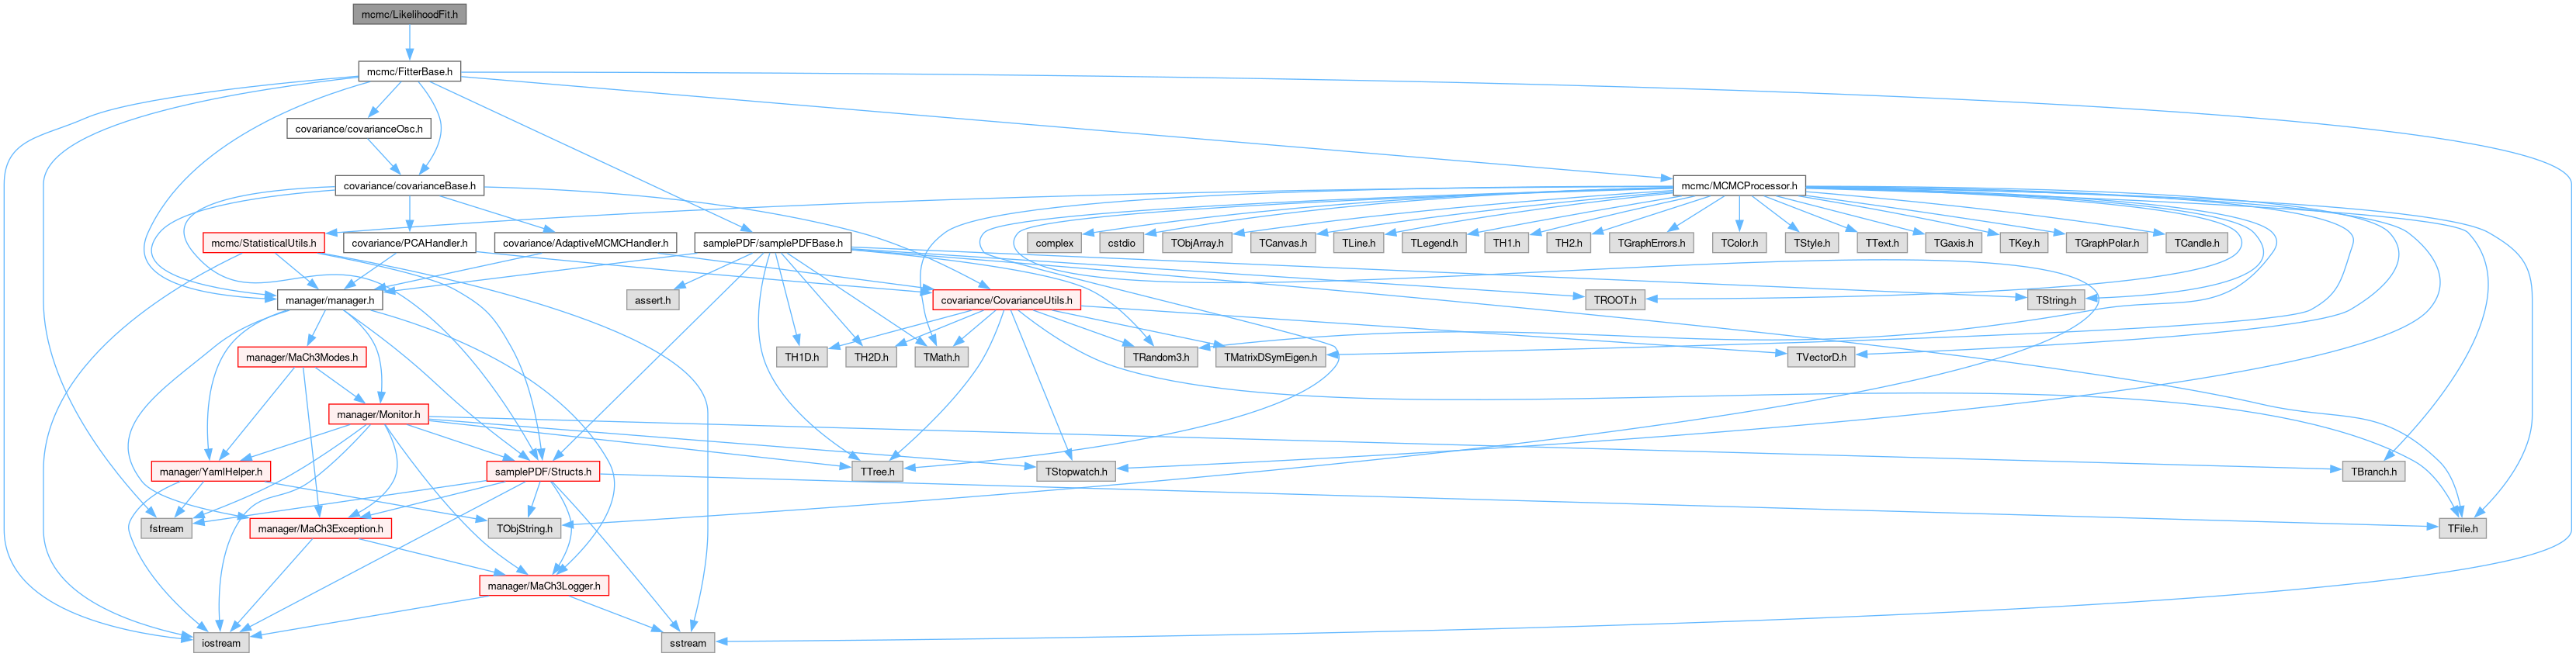 mcmc/LikelihoodFit.h
mcmc/FitterBase.h
covariance/covarianceOsc.h
covariance/covarianceBase.h
mcmc/MCMCProcessor.h
mcmc/StatisticalUtils.h
covariance/PCAHandler.h
covariance/AdaptiveMCMCHandler.h
samplePDF/samplePDFBase.h
complex
cstdio
TObjArray.h
TCanvas.h
TLine.h
TLegend.h
TH1.h
TH2.h
TGraphErrors.h
TColor.h
TStyle.h
TText.h
TGaxis.h
TKey.h
TGraphPolar.h
TCandle.h
manager/manager.h
assert.h
covariance/CovarianceUtils.h
TROOT.h
TString.h
manager/MaCh3Modes.h
TH1D.h
TH2D.h
TMath.h
TRandom3.h
TMatrixDSymEigen.h
TVectorD.h
manager/Monitor.h
manager/YamlHelper.h
samplePDF/Structs.h
TTree.h
TStopwatch.h
TBranch.h
fstream
manager/MaCh3Exception.h
TObjString.h
TFile.h
manager/MaCh3Logger.h
iostream
sstream